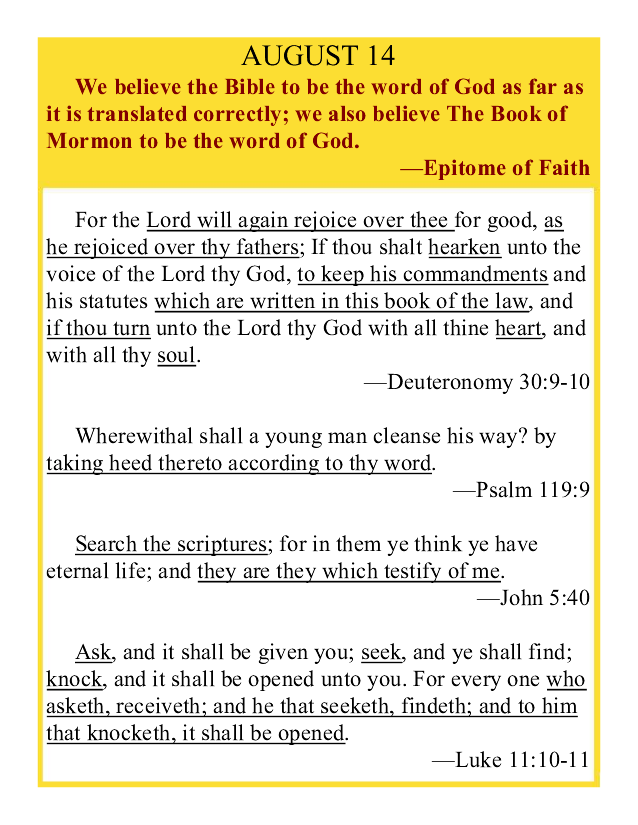 AUGUST 14
We believe the Bible to be the word of God as far as
it is translated correctly; we also believe The Book of
Mormon to be the word of God.
—Epitome of Faith
For the Lord will again rejoice over thee for good, as
he rejoiced over thy fathers; If thou shalt hearken unto the
voice of the Lord thy God, to keep his commandments and
his statutes which are written in this book of the law, and
if thou turn unto the Lord thy God with all thine heart, and
with all thy soul.
—Deuteronomy 30:9-10
Wherewithal shall a young man cleanse his way? by
taking heed thereto according to thy word.
—Psalm 119:9
Search the scriptures; for in them ye think ye have
eternal life; and they are they which testify of me.
—John 5:40
Ask, and it shall be given you; seek, and ye shall find;
knock, and it shall be opened unto you. For every one who
asketh, receiveth; and he that seeketh, findeth; and to him
that knocketh, it shall be opened.
—Luke 11:10-11